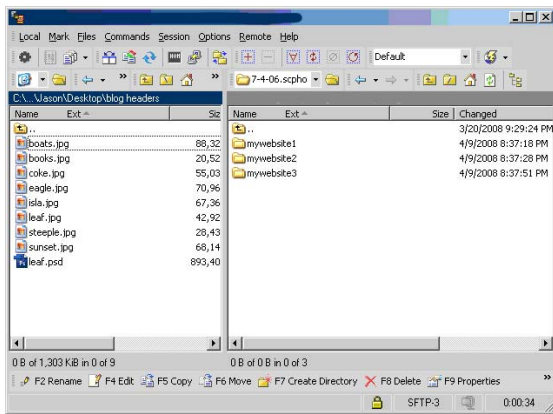 Local Mark Files Commands Session Options Remote Help
Default
7-4-06.scpho
C:\...\Jason\Desktop\blog headers
Name Ext Siz
..
boats.jpg 88,32
books.jpg 20,52
coke.jpg 55,03
eagle.jpg 70,96
isla.jpg 67,36
leaf.jpg 42,92
steeple.jpg 28,43
sunset.jpg 68,14
leaf.psd 893,40
Name Ext Size Changed
.. 3/20/2008 9:29:24 PM
mywebsite1 4/9/2008 8:37:18 PM
mywebsite2 4/9/2008 8:37:28 PM
mywebsite3 4/9/2008 8:37:51 PM
0 B of 1,303 KiB in 0 of 9
0 B of 0 B in 0 of 3
F2 Rename F4 Edit F5 Copy F6 Move F7 Create Directory F8 Delete F9 Properties
SFTP-3 0:00:34